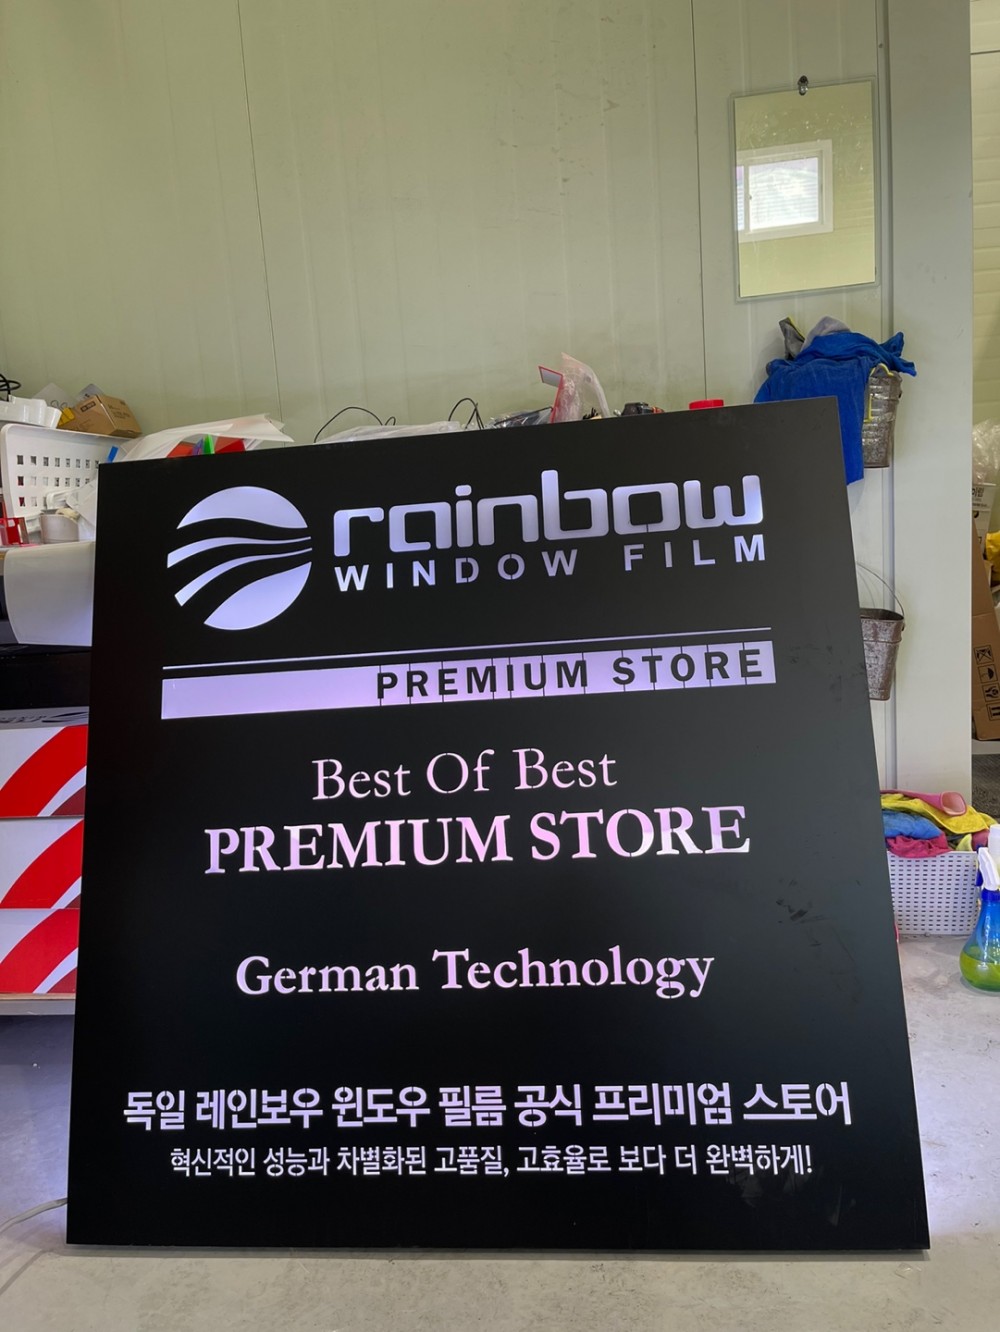 rainbow
WINDOW FILM
PREMIUM STORE
Best Of Best
PREMIUM STORE
German Technology
독일 레인보우 윈도우 필름 공식 프리미엄 스토어
혁신적인 성능과 차별화된 고품질, 고효율로 보다 더 완벽하게!